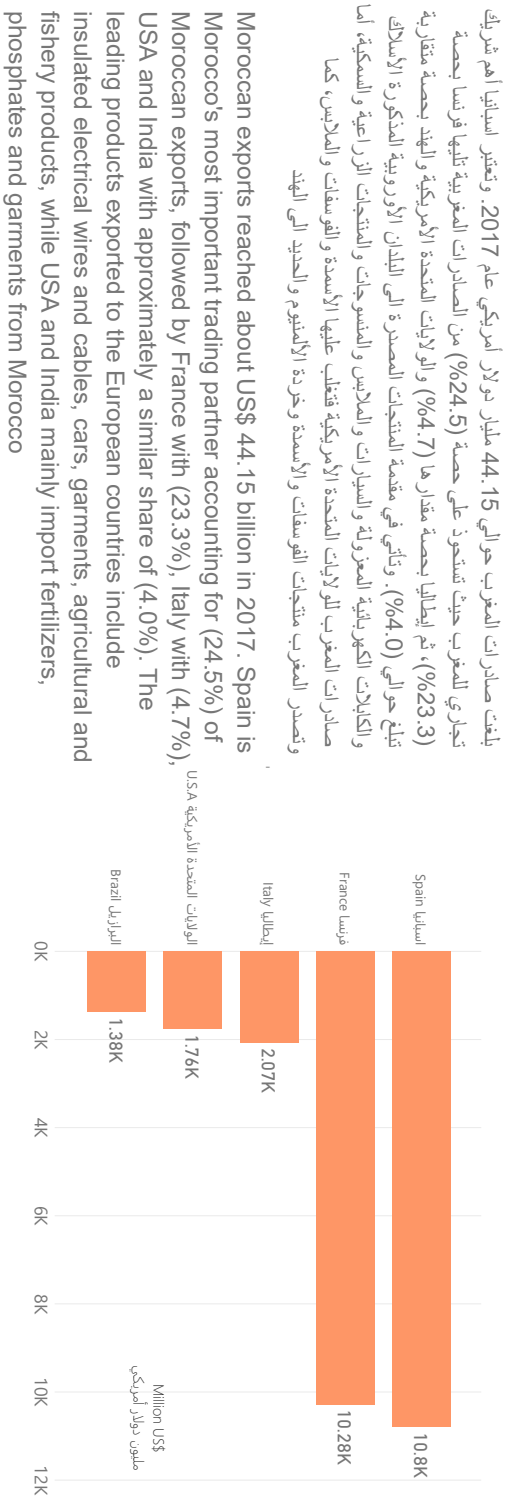 بلغت صادرات المغرب حوالي 44.15 مليار دولار أمريكي عام 2017. وتعتبر اسبانيا أهم شريك
تجاري للمغرب حيث تستحوذ على حصة (24.5%) من الصادرات المغربية تليها فرنسا بحصة
(23.3%)، ثم إيطاليا بحصة مقدارها (4.7%) والولايات المتحدة الأمريكية والهند بحصة متقاربة
تبلغ حوالي (4.0%). وتأتي في مقدمة المنتجات المصدرة الى البلدان الأوروبية المذكورة الأسلاك
والكابلات الكهربائية المعزولة والسيارات والملابس والمنسوجات والمنتجات الزراعية والسمكية، أما
صادرات المغرب للولايات المتحدة الأمريكية فتغلب عليها الأسمدة والفوسفات والملابس، كما
وتصدر المغرب منتجات الفوسفات والأسمدة وخردة الألمنيوم والحديد الى الهند
Moroccan exports reached about US$ 44.15 billion in 2017. Spain is
Morocco's most important trading partner accounting for (24.5%) of
Moroccan exports, followed by France with (23.3%), Italy with (4.7%),
USA and India with approximately a similar share of (4.0%). The
leading products exported to the European countries include
insulated electrical wires and cables, cars, garments, agricultural and
fishery products, while USA and India mainly import fertilizers,
phosphates and garments from Morocco
اسبانيا Spain
10.8K
فرنسا France
10.28K
إيطاليا Italy
2.07K
الولايات المتحدة الأمريكية U.S.A
1.76K
البرازيل Brazil
1.38K
0K
2K
4K
6K
8K
10K
12K
Million US$
مليون دولار أمريكي